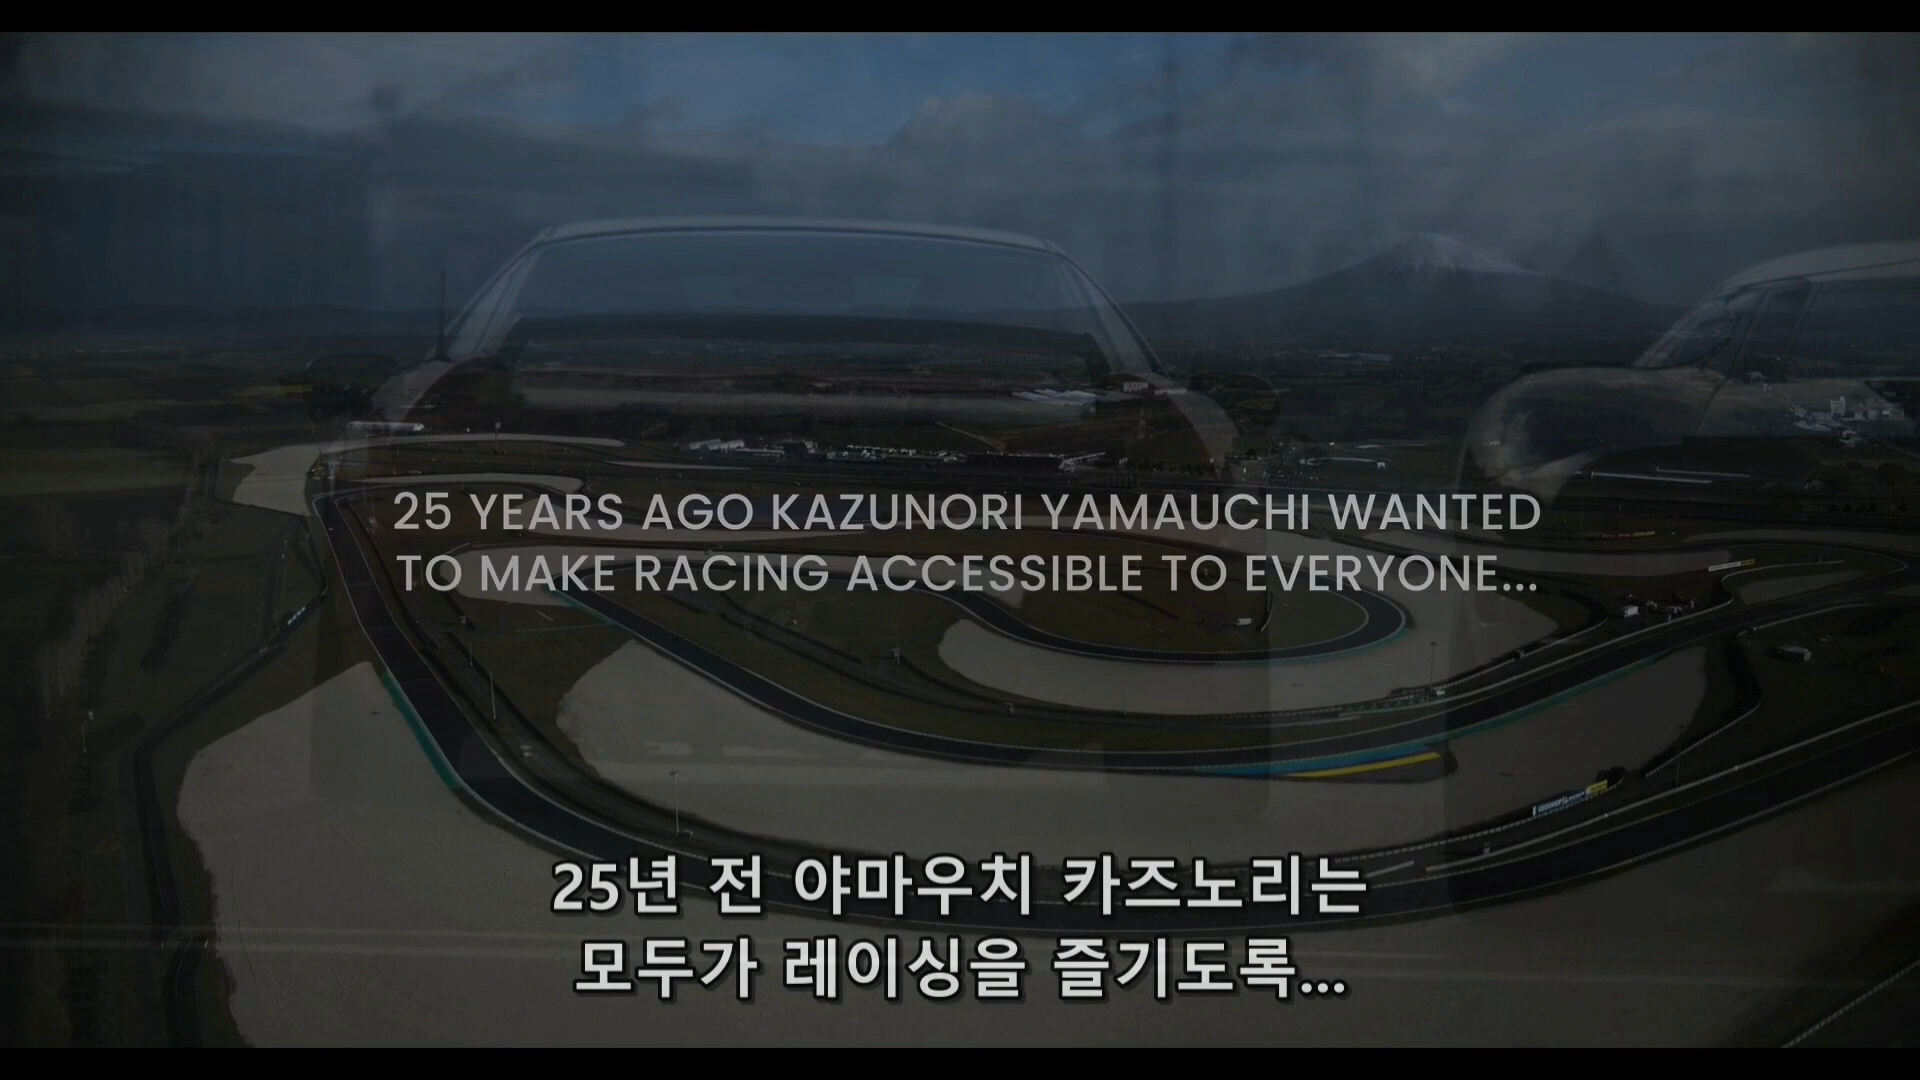 25 YEARS AGO KAZUNORI YAMAUCHI WANTED
TO MAKE RACING ACCESSIBLE TO EVERYONE...
25년 전 야마우치 카즈노리는
모두가 레이싱을 즐기도록...